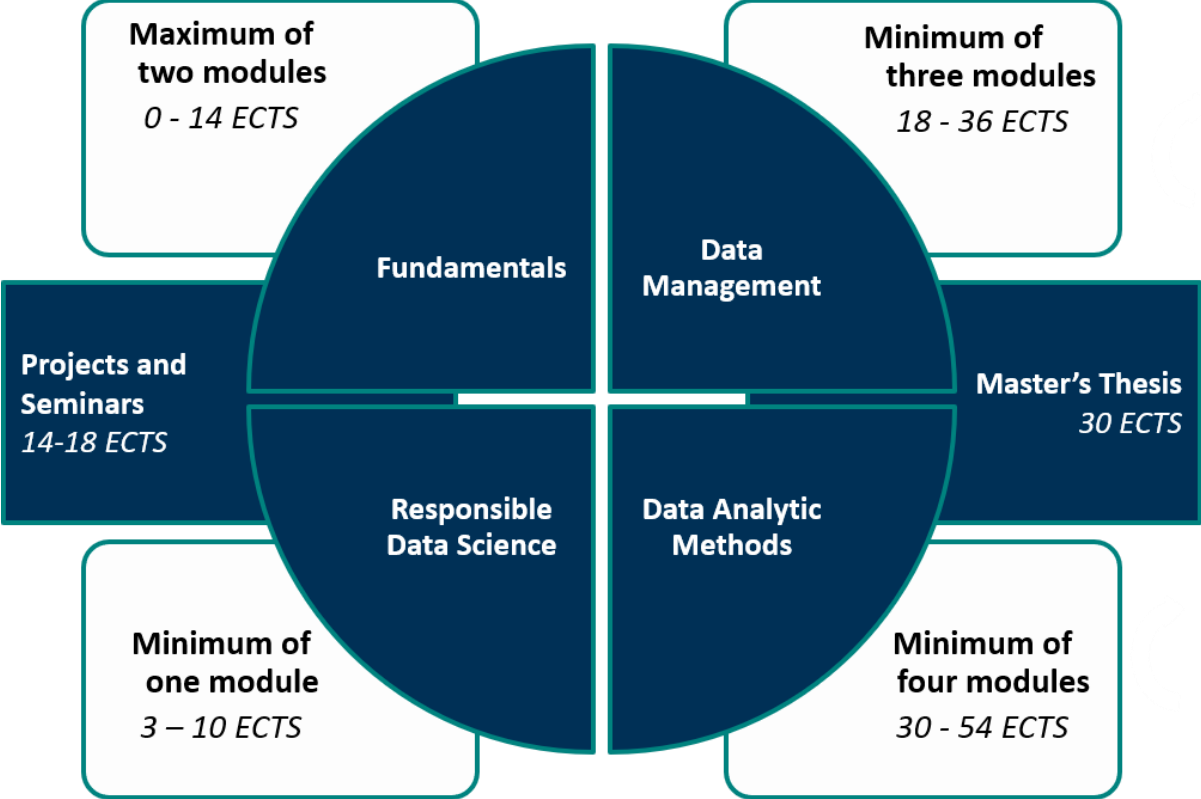 Maximum of
two modules
0 - 14 ECTS
Minimum of
three modules
18 - 36 ECTS
Fundamentals
Data
Management
Projects and
Seminars
14-18 ECTS
Master’s Thesis
30 ECTS
Responsible
Data Science
Data Analytic
Methods
Minimum of
one module
3 – 10 ECTS
Minimum of
four modules
30 - 54 ECTS